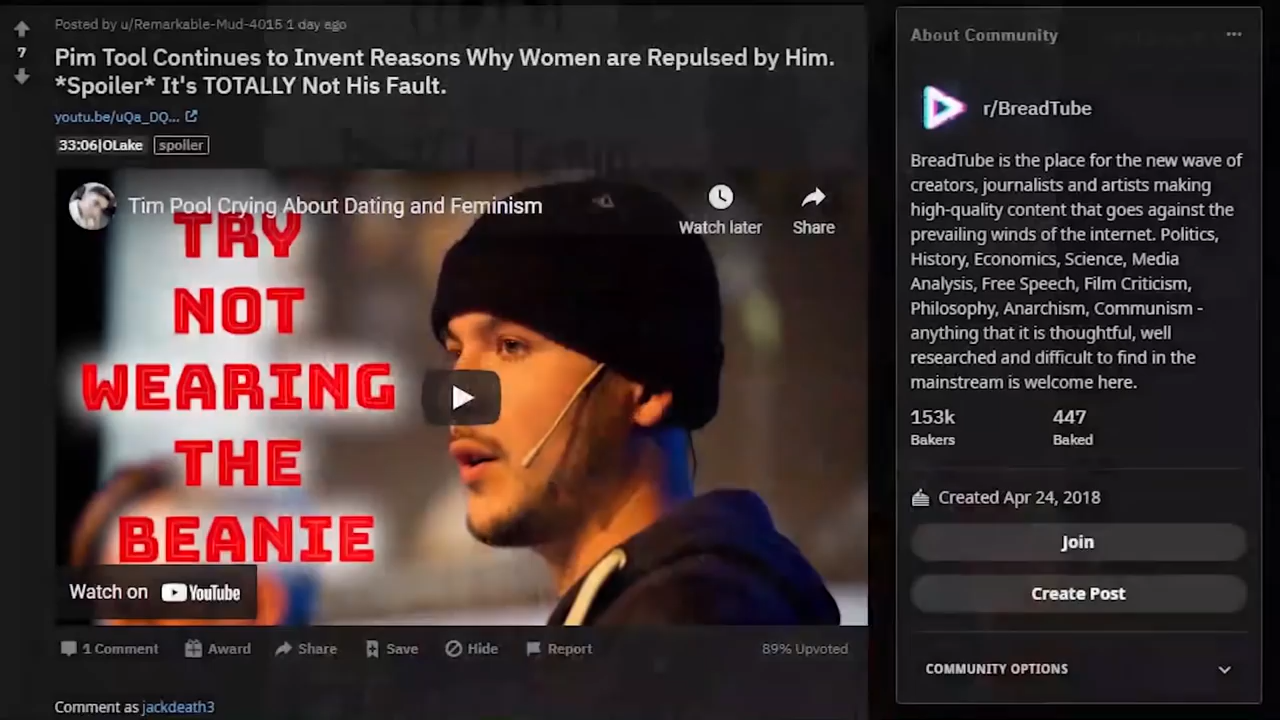 Posted by u/Remarkable-Mud-4015 1 day ago
7
Pim Tool Continues to Invent Reasons Why Women are Repulsed by Him.
*Spoiler* It's TOTALLY Not His Fault.
youtu.be/uQa_DQ...
33:06|OLake spoiler
Tim Pool Crying About Dating and Feminism
Watch later Share
TRY
NOT
WEARING
THE
BEANIE
Watch on YouTube
1 Comment Award Share Save Hide Report 89% Upvoted
Comment as jackdeath3
About Community
r/BreadTube
BreadTube is the place for the new wave of
creators, journalists and artists making
high-quality content that goes against the
prevailing winds of the internet. Politics,
History, Economics, Science, Media
Analysis, Free Speech, Film Criticism,
Philosophy, Anarchism, Communism -
anything that it is thoughtful, well
researched and difficult to find in the
mainstream is welcome here.
153k 447
Bakers Baked
Created Apr 24, 2018
Join
Create Post
COMMUNITY OPTIONS